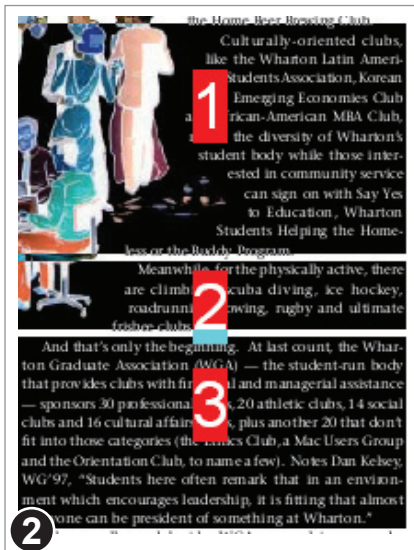 the Home Beer Brewing Club.
Culturally-oriented clubs,
like the Wharton Latin Ameri-
Students Association, Korean
Emerging Economies Club
African-American MBA Club,
the diversity of Wharton's
student body while those inter-
ested in community service
can sign on with Say Yes
to Education, Wharton
Students Helping the Home-
less or the Buddy Program.
Meanwhile, for the physically active, there
are scuba diving, ice hockey,
rowing, rugby and ultimate
frisbee clubs
And that's only the beginning. At last count, the Whar-
ton Graduate Association (WGA) — the student-run body
that provides clubs with and managerial assistance
— sponsors 30 professional 20 athletic clubs, 14 social
clubs and 16 cultural plus another 20 that don't
fit into those categories (the Club, a Mac Users Group
and the Orientation Club, to name a few). Notes Dan Kelsey,
WG'97, "Students here often remark that in an environ-
ment which encourages leadership, it is fitting that almost
one can be president of something at Wharton."
1
2
3
2